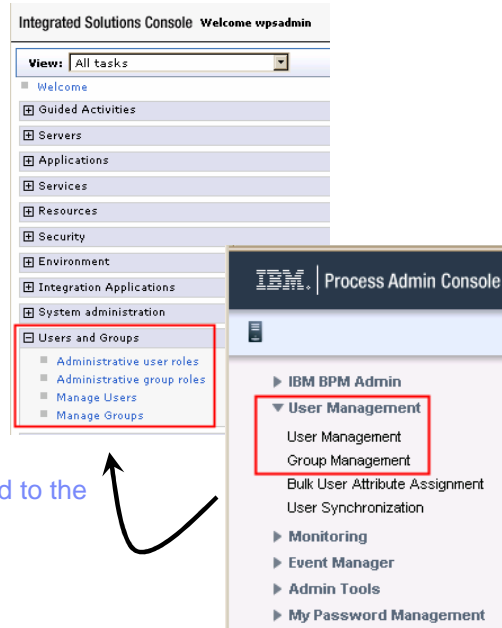 Integrated Solutions Console Welcome wpsadmin
View: All tasks
Welcome
Guided Activities
Servers
Applications
Services
Resources
Security
Environment
Integration Applications
System administration
Users and Groups
Administrative user roles
Administrative group roles
Manage Users
Manage Groups
IBM. Process Admin Console
IBM BPM Admin
User Management
User Management
Group Management
Bulk User Attribute Assignment
User Synchronization
Monitoring
Event Manager
Admin Tools
My Password Management
d to the